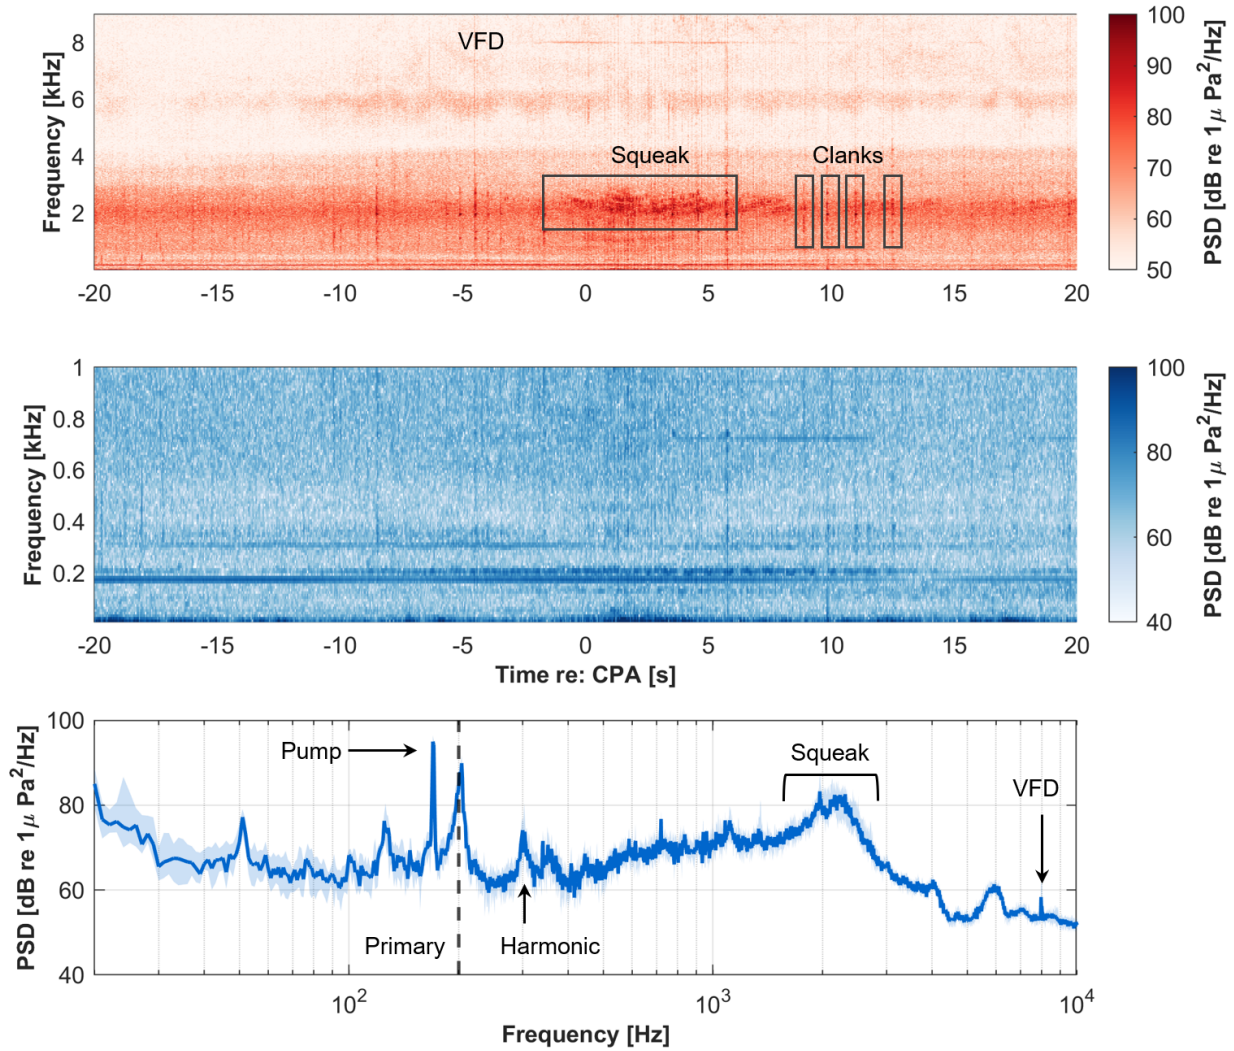 8
6
4
2
Frequency [kHz]
VFD
Squeak
Clanks
-20 -15 -10 -5 0 5 10 15 20
100
90
80
70
60
50
PSD [dB re 1μ Pa²/Hz]
1
0.8
0.6
0.4
0.2
Frequency [kHz]
-20 -15 -10 -5 0 5 10 15 20
Time re: CPA [s]
100
80
60
40
PSD [dB re 1μ Pa²/Hz]
100
80
60
40
PSD [dB re 1μ Pa²/Hz]
Pump
Squeak
VFD
Primary
Harmonic
10² 10³ 10⁴
Frequency [Hz]